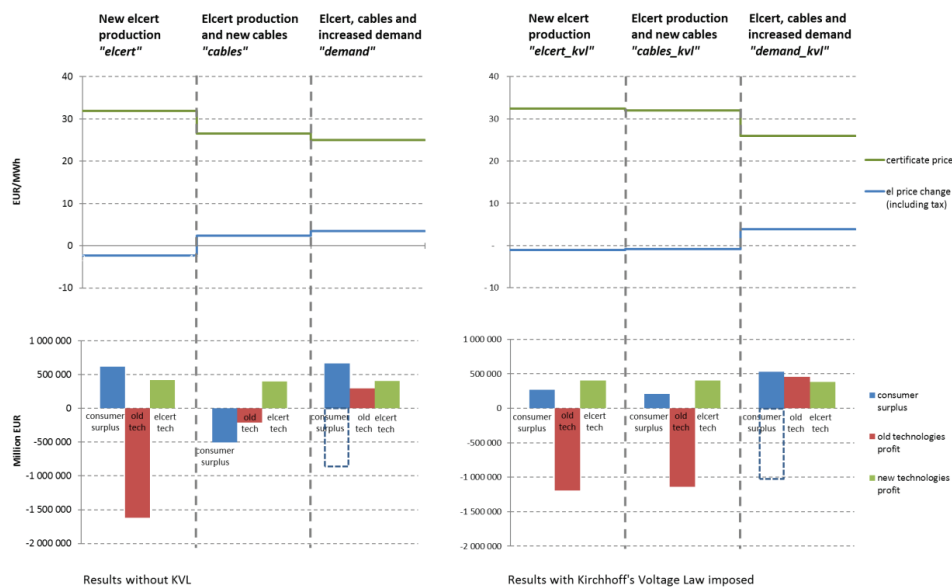 New elcert
production
"elcert"
Elcert production
and new cables
"cables"
Elcert, cables and
increased demand
"demand"
EUR/MWh
40
30
20
10
0
-10
Million EUR
1 000 000
500 000
0
-500 000
-1 000 000
-1 500 000
-2 000 000
consumer
surplus
old
tech
elcert
tech
consumer
surplus
old
tech
elcert
tech
consumer
surplus
old
tech
elcert
tech
Results without KVL
New elcert
production
"elcert_kvl"
Elcert production
and new cables
"cables_kvl"
Elcert, cables and
increased demand
"demand_kvl"
40
30
20
10
-
- 10
certificate price
el price change
(including tax)
1 000 000
500 000
0
-500 000
-1 000 000
-1 500 000
-2 000 000
consumer
surplus
old
tech
elcert
tech
consumer
surplus
old
tech
elcert
tech
consumer
surplus
old
tech
elcert
tech
consumer
surplus
old technologies
profit
new technologies
profit
Results with Kirchhoff's Voltage Law imposed